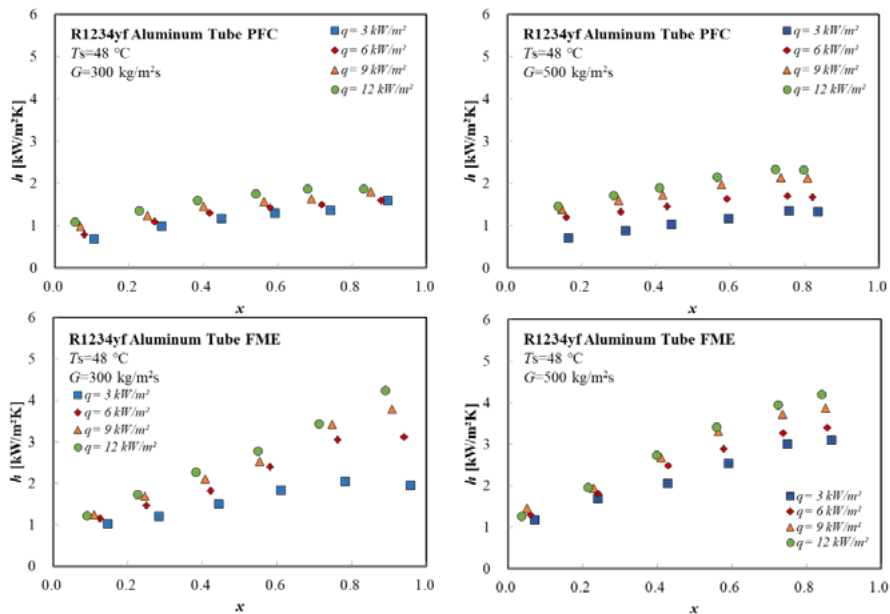 R1234yf Aluminum Tube PFC
Ts=48 °C
G=300 kg/m²s
q= 3 kW/m²
q= 6 kW/m²
q= 9 kW/m²
q= 12 kW/m²
h [kW/m²K]
6
5
4
3
2
1
0
0.0 0.2 0.4 0.6 0.8 1.0
x
R1234yf Aluminum Tube PFC
Ts=48 °C
G=500 kg/m²s
q= 3 kW/m²
q= 6 kW/m²
q= 9 kW/m²
q= 12 kW/m²
h [kW/m²K]
6
5
4
3
2
1
0
0.0 0.2 0.4 0.6 0.8 1.0
x
R1234yf Aluminum Tube FME
Ts=48 °C
G=300 kg/m²s
q= 3 kW/m²
q= 6 kW/m²
q= 9 kW/m²
q= 12 kW/m²
h [kW/m²K]
6
5
4
3
2
1
0
0.0 0.2 0.4 0.6 0.8 1.0
x
R1234yf Aluminum Tube FME
Ts=48 °C
G=500 kg/m²s
q= 3 kW/m²
q= 6 kW/m²
q= 9 kW/m²
q= 12 kW/m²
h [kW/m²K]
6
5
4
3
2
1
0
0.0 0.2 0.4 0.6 0.8 1.0
x